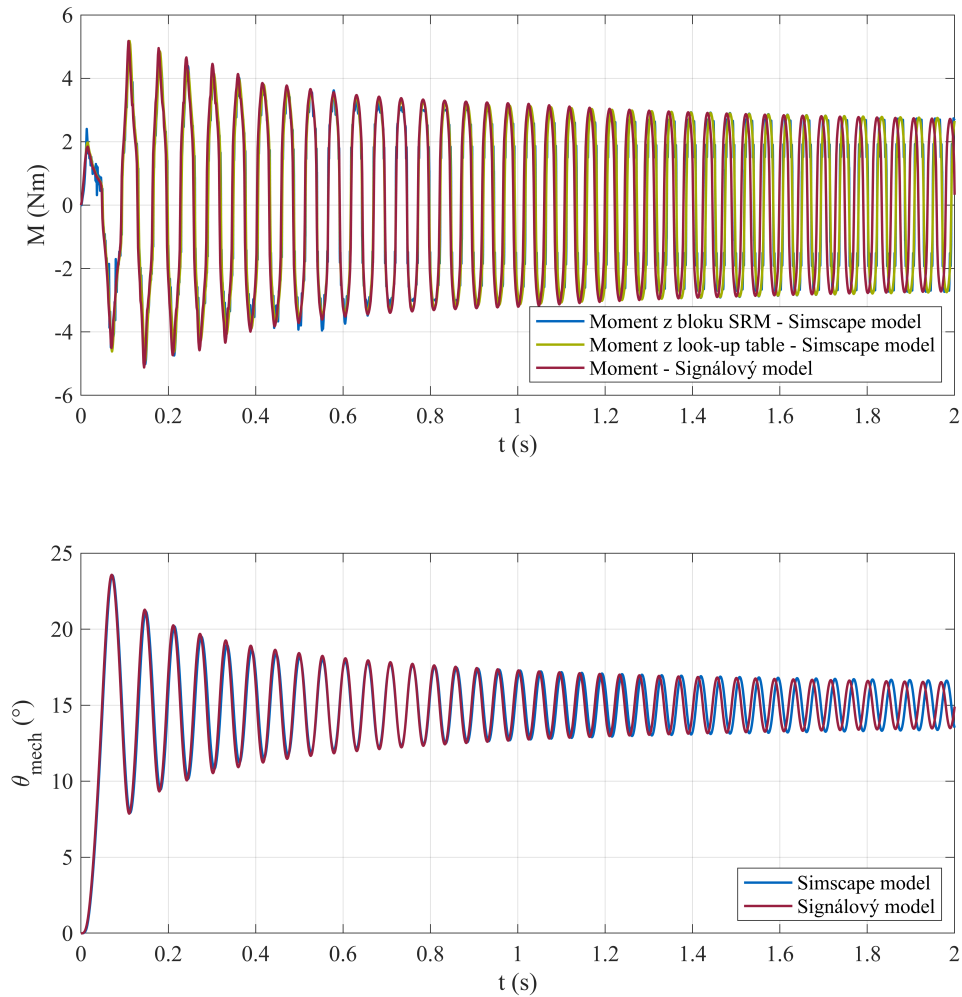 6
4
2
0
-2
-4
-6
M (Nm)
Moment z bloku SRM - Simscape model
Moment z look-up table - Simscape model
Moment - Signálový model
0 0.2 0.4 0.6 0.8 1 1.2 1.4 1.6 1.8 2
t (s)
25
20
15
10
5
0
θmech (°)
Simscape model
Signálový model
0 0.2 0.4 0.6 0.8 1 1.2 1.4 1.6 1.8 2
t (s)